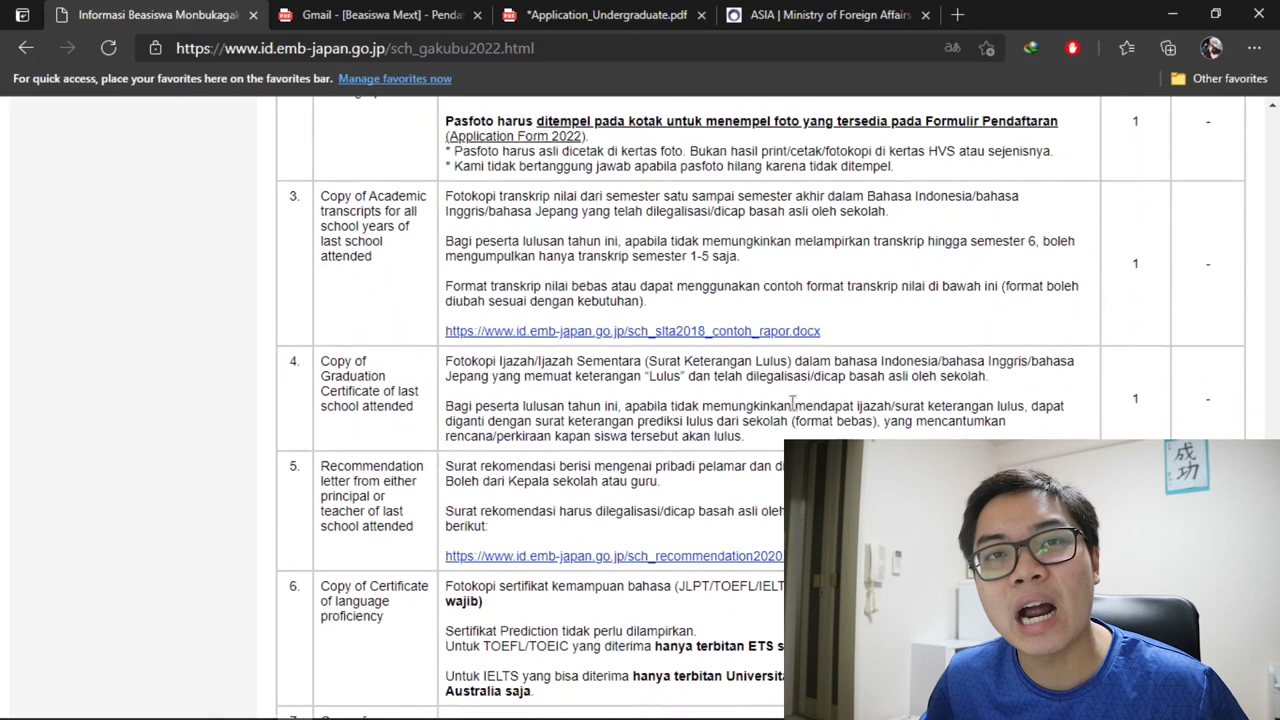 Informasi Beasiswa Monbukagak
Gmail - [Beasiswa Mext] - Pendaf
*Application_Undergraduate.pdf
ASIA | Ministry of Foreign Affairs
https://www.id.emb-japan.go.jp/sch_gakubu2022.html
For quick access, place your favorites here on the favorites bar. Manage favorites now
Other favorites
Pasfoto harus ditempel pada kotak untuk menempel foto yang tersedia pada Formulir Pendaftaran
(Application Form 2022).
* Pasfoto harus asli dicetak di kertas foto. Bukan hasil print/cetak/fotokopi di kertas HVS atau sejenisnya.
* Kami tidak bertanggung jawab apabila pasfoto hilang karena tidak ditempel.
1
-
3.
Copy of Academic
transcripts for all
school years of
last school
attended
Fotokopi transkrip nilai dari semester satu sampai semester akhir dalam Bahasa Indonesia/bahasa
Inggris/bahasa Jepang yang telah dilegalisasi/dicap basah asli oleh sekolah.
Bagi peserta lulusan tahun ini, apabila tidak memungkinkan melampirkan transkrip hingga semester 6, boleh
mengumpulkan hanya transkrip semester 1-5 saja.
Format transkrip nilai bebas atau dapat menggunakan contoh format transkrip nilai di bawah ini (format boleh
diubah sesuai dengan kebutuhan).
https://www.id.emb-japan.go.jp/sch_slta2018_contoh_rapor.docx
1
-
4.
Copy of
Graduation
Certificate of last
school attended
Fotokopi Ijazah/Ijazah Sementara (Surat Keterangan Lulus) dalam bahasa Indonesia/bahasa Inggris/bahasa
Jepang yang memuat keterangan “Lulus” dan telah dilegalisasi/dicap basah asli oleh sekolah.
Bagi peserta lulusan tahun ini, apabila tidak memungkinkan mendapat ijazah/surat keterangan lulus, dapat
diganti dengan surat keterangan prediksi lulus dari sekolah (format bebas), yang mencantumkan
rencana/perkiraan kapan siswa tersebut akan lulus.
1
-
5.
Recommendation
letter from either
principal or
teacher of last
school attended
Surat rekomendasi berisi mengenai pribadi pelamar dan di
Boleh dari Kepala sekolah atau guru.
Surat rekomendasi harus dilegalisasi/dicap basah asli oleh
berikut:
https://www.id.emb-japan.go.jp/sch_recommendation2020
6.
Copy of Certificate
of language
proficiency
Fotokopi sertifikat kemampuan bahasa (JLPT/TOEFL/IELT
wajib)
Sertifikat Prediction tidak perlu dilampirkan.
Untuk TOEFL/TOEIC yang diterima hanya terbitan ETS s
Untuk IELTS yang bisa diterima hanya terbitan Universita
Australia saja.
成功